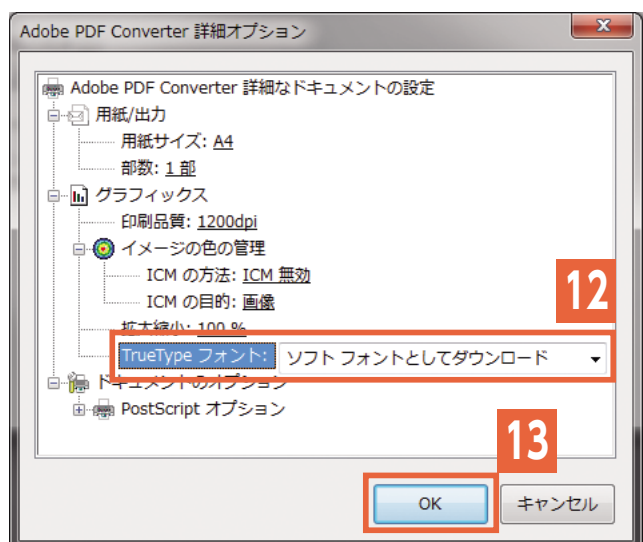 Adobe PDF Converter 詳細オプション
x
Adobe PDF Converter 詳細なドキュメントの設定
用紙/出力
用紙サイズ: A4
部数: 1 部
グラフィックス
印刷品質: 1200dpi
イメージの色の管理
ICM の方法: ICM 無効
ICM の目的: 画像
12
拡大縮小: 100 %
TrueType フォント: ソフト フォントとしてダウンロード
ドキュメントのオプション
PostScript オプション
13
OK キャンセル